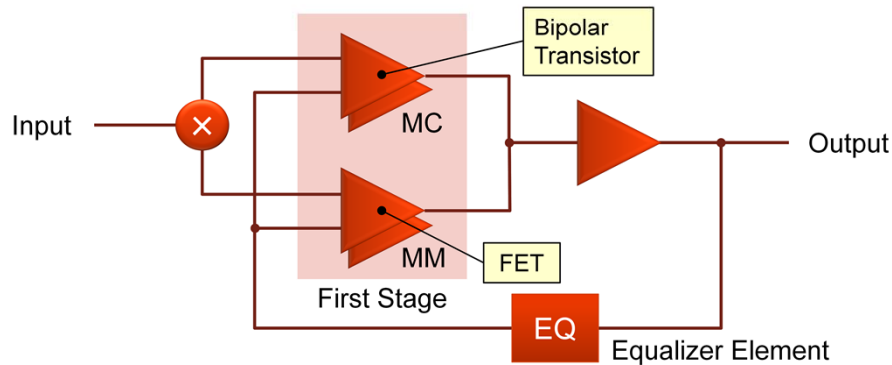 Bipolar
Transistor
Input
×
MC
Output
MM
FET
First Stage
EQ
Equalizer Element